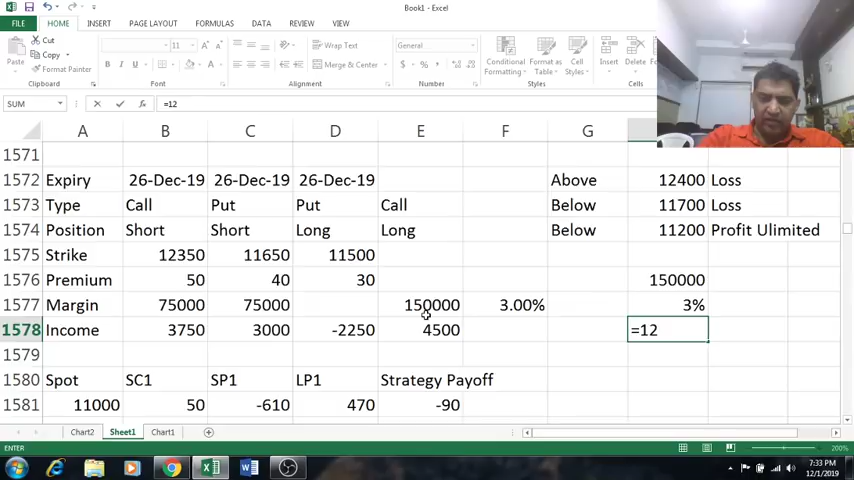 Book1 - Excel
FILE HOME INSERT PAGE LAYOUT FORMULAS DATA REVIEW VIEW
Cut
Copy
Format Painter
Paste
Clipboard
11
B I U
Font
Wrap Text
Merge & Center
Alignment
General
$ % ,
Number
Conditional Formatting
Format as Table
Cell Styles
Styles
Insert Delete
SUM =12
A B C D E F G
1571
1572 Expiry 26-Dec-19 26-Dec-19 26-Dec-19 Above 12400 Loss
1573 Type Call Put Put Call Below 11700 Loss
1574 Position Short Short Long Long Below 11200 Profit Ulimited
1575 Strike 12350 11650 11500
1576 Premium 50 40 30 150000
1577 Margin 75000 75000 150000 3.00% 3%
1578 Income 3750 3000 -2250 4500 =12
1579
1580 Spot SC1 SP1 LP1 Strategy Payoff
1581 11000 50 -610 470 -90
Chart2 Sheet1 Chart1
ENTER 200%
7:33 PM
12/1/2019